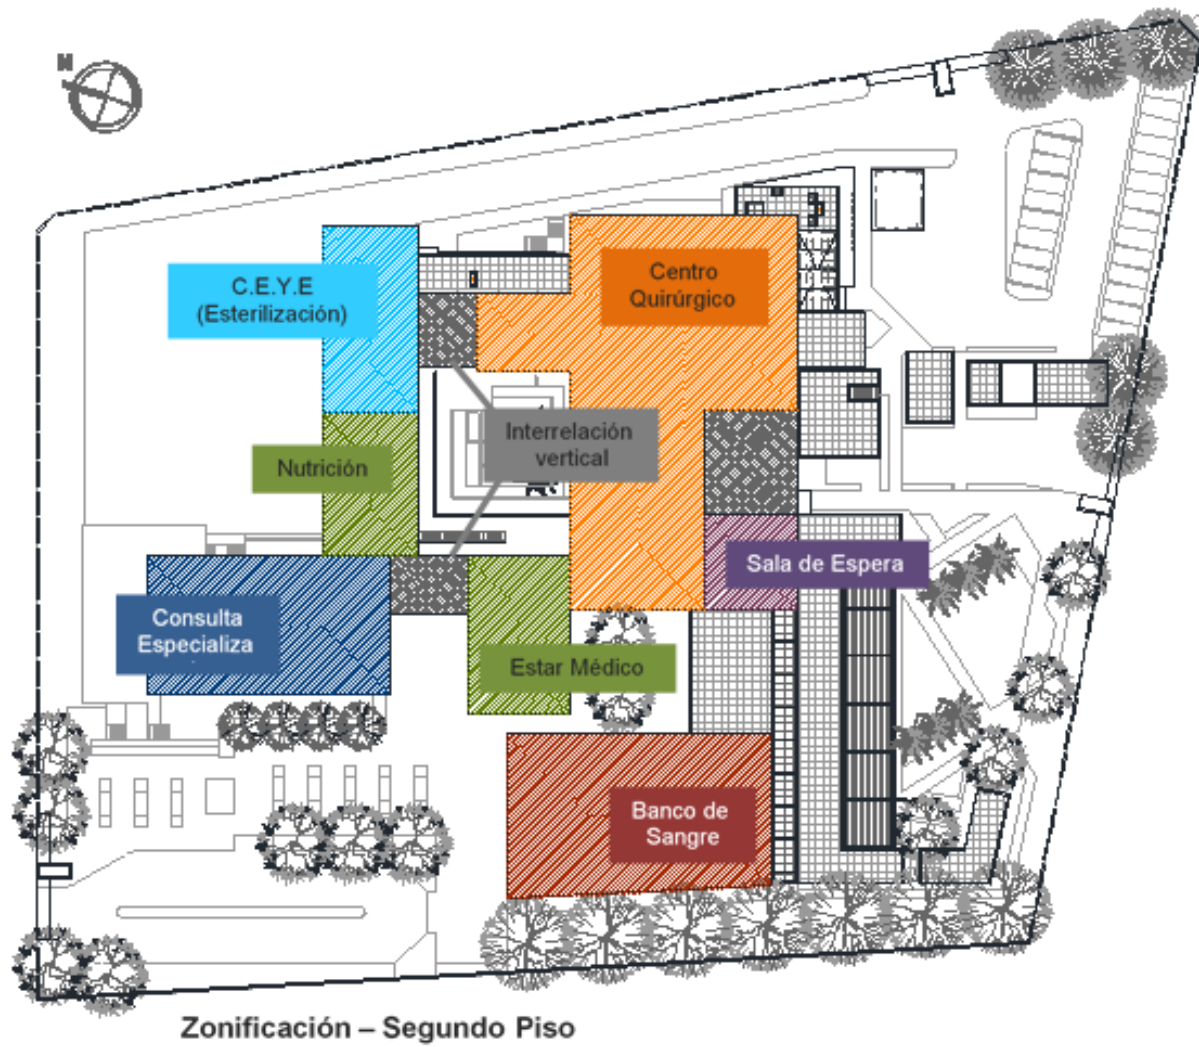 N
C.E.Y.E
(Esterilización)
Centro
Quirúrgico
Interrelación
vertical
Nutrición
Sala de Espera
Consulta
Especializa
Estar Médico
Banco de
Sangre
Zonificación – Segundo Piso